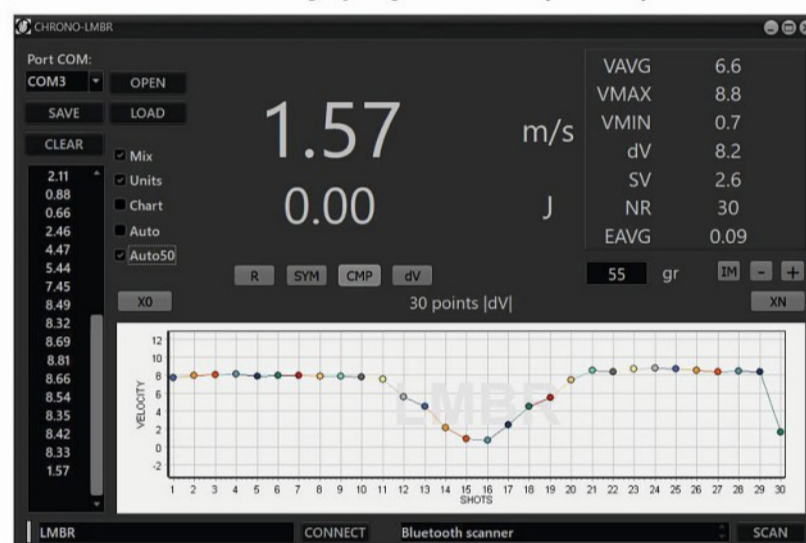 CHRONO-LMBR
Port COM:
COM3
OPEN
SAVE
LOAD
CLEAR
Mix
Units
Chart
Auto
Auto50
2.11
0.88
0.66
2.46
4.47
5.44
7.45
8.49
8.32
8.69
8.81
8.66
8.54
8.35
8.42
8.33
1.57
1.57 m/s
0.00 J
VAVG 6.6
VMAX 8.8
VMIN 0.7
dV 8.2
SV 2.6
NR 30
EAVG 0.09
R SYM CMP dV
55 gr IM - +
X0 30 points |dV| XN
VELOCITY
12
10
8
6
4
2
0
-2
LMBR
1 2 3 4 5 6 7 8 9 10 11 12 13 14 15 16 17 18 19 20 21 22 23 24 25 26 27 28 29 30
SHOTS
LMBR CONNECT Bluetooth scanner SCAN